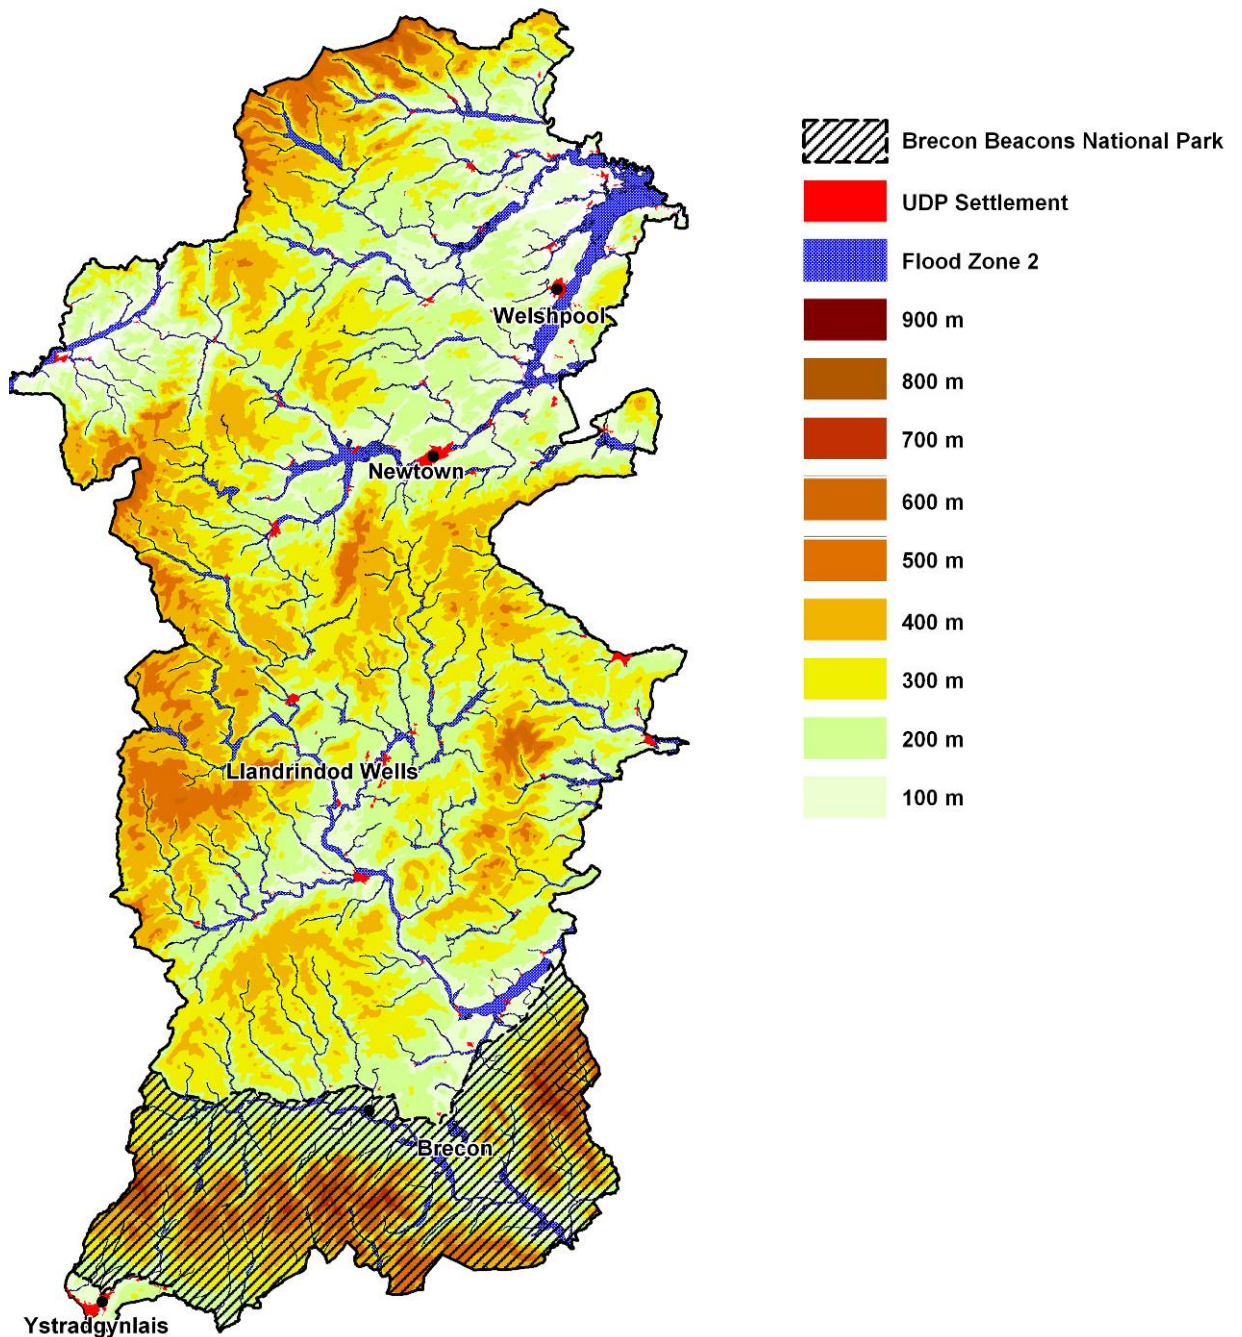 Brecon Beacons National Park
UDP Settlement
Flood Zone 2
900 m
800 m
700 m
600 m
500 m
400 m
300 m
200 m
100 m
Welshpool
Newtown
Llandrindod Wells
Brecon
Ystradgynlais